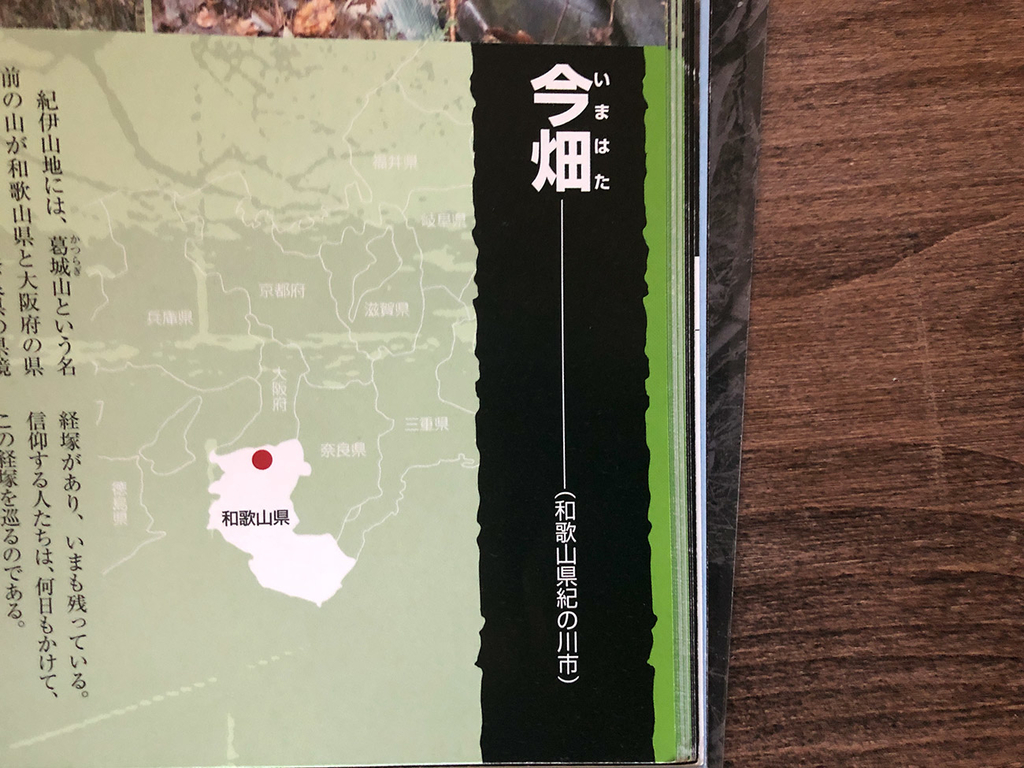 今畑
いまはた
(和歌山県紀の川市)
福井県
岐阜県
京都府
滋賀県
兵庫県
大阪府
三重県
奈良県
和歌山県
徳島県
紀伊山地には、葛城山という名
かつらぎ
前の山が和歌山県と大阪府の県
経塚があり、いまも残っている。
信仰する人たちは、何日もかけて、
この経塚を巡るのである。